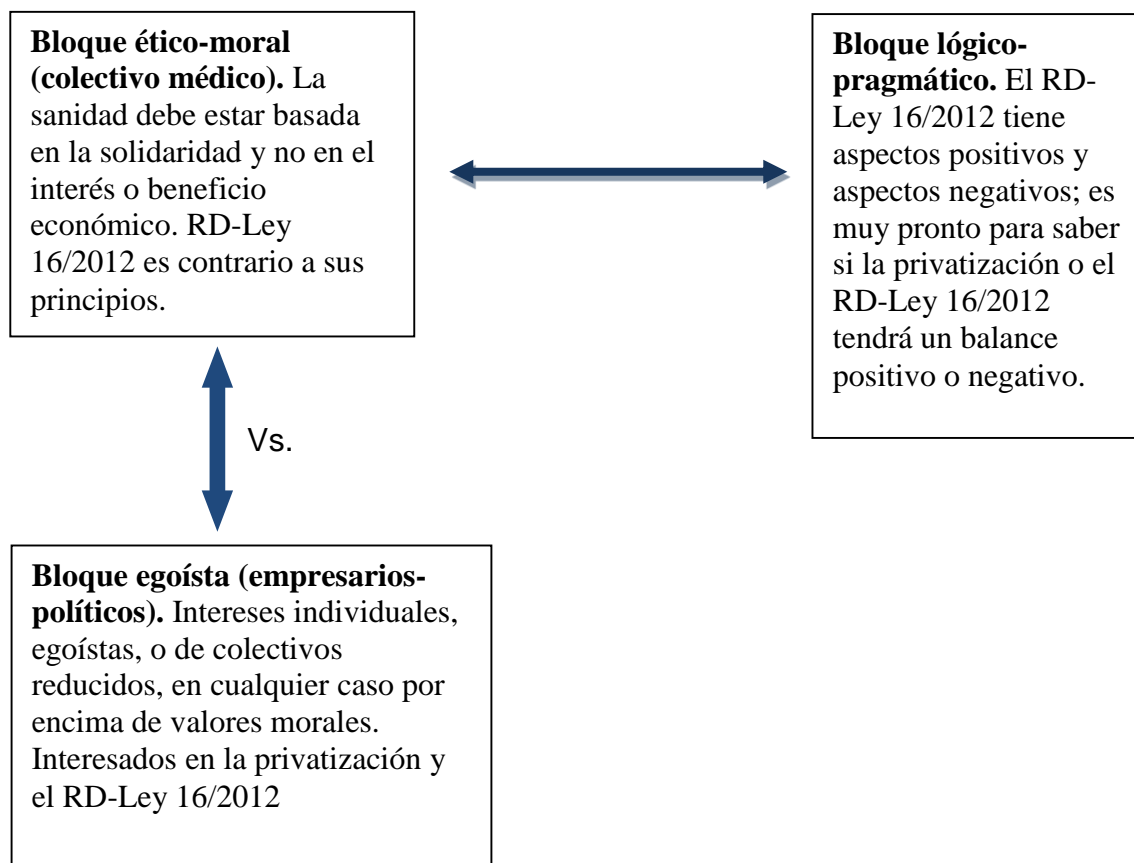 Bloque ético-moral
(colectivo médico). La
sanidad debe estar basada
en la solidaridad y no en el
interés o beneficio
económico. RD-Ley
16/2012 es contrario a sus
principios.
Bloque lógico-
pragmático. El RD-
Ley 16/2012 tiene
aspectos positivos y
aspectos negativos; es
muy pronto para saber
si la privatización o el
RD-Ley 16/2012
tendrá un balance
positivo o negativo.
Vs.
Bloque egoísta (empresarios-
políticos). Intereses individuales,
egoístas, o de colectivos
reducidos, en cualquier caso por
encima de valores morales.
Interesados en la privatización y
el RD-Ley 16/2012